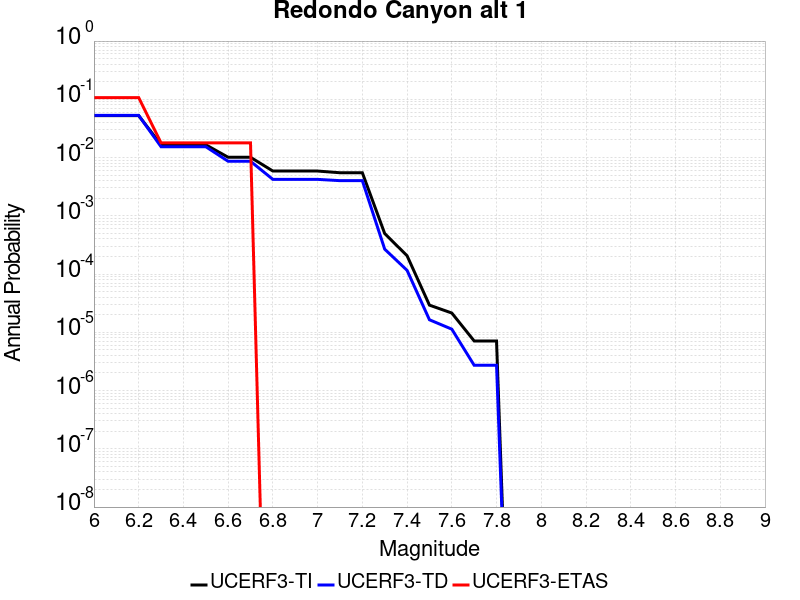 Redondo Canyon alt 1
10^0
10^-1
10^-2
10^-3
10^-4
10^-5
10^-6
10^-7
10^-8
Annual Probability
6 6.2 6.4 6.6 6.8 7 7.2 7.4 7.6 7.8 8 8.2 8.4 8.6 8.8 9
Magnitude
UCERF3-TI UCERF3-TD UCERF3-ETAS